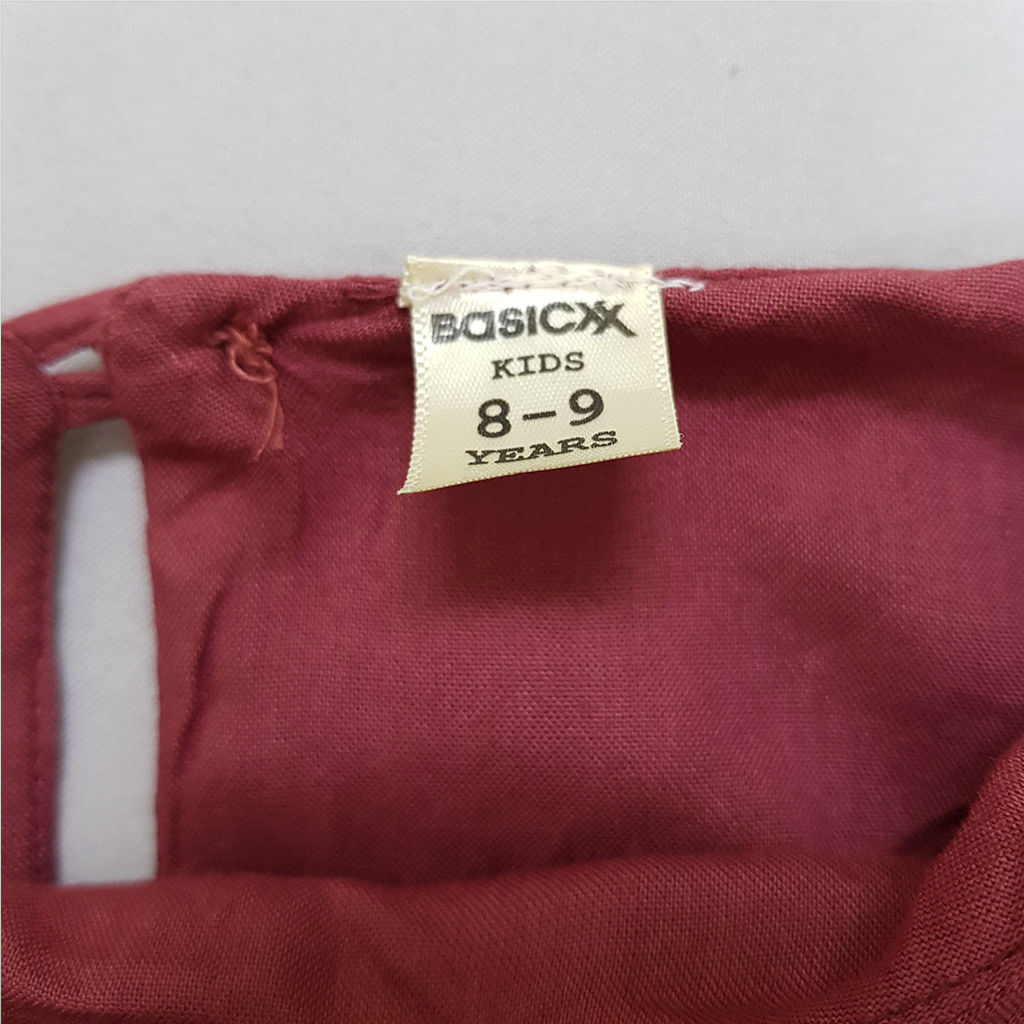 BasICXX
KIDS
8-9
YEARS